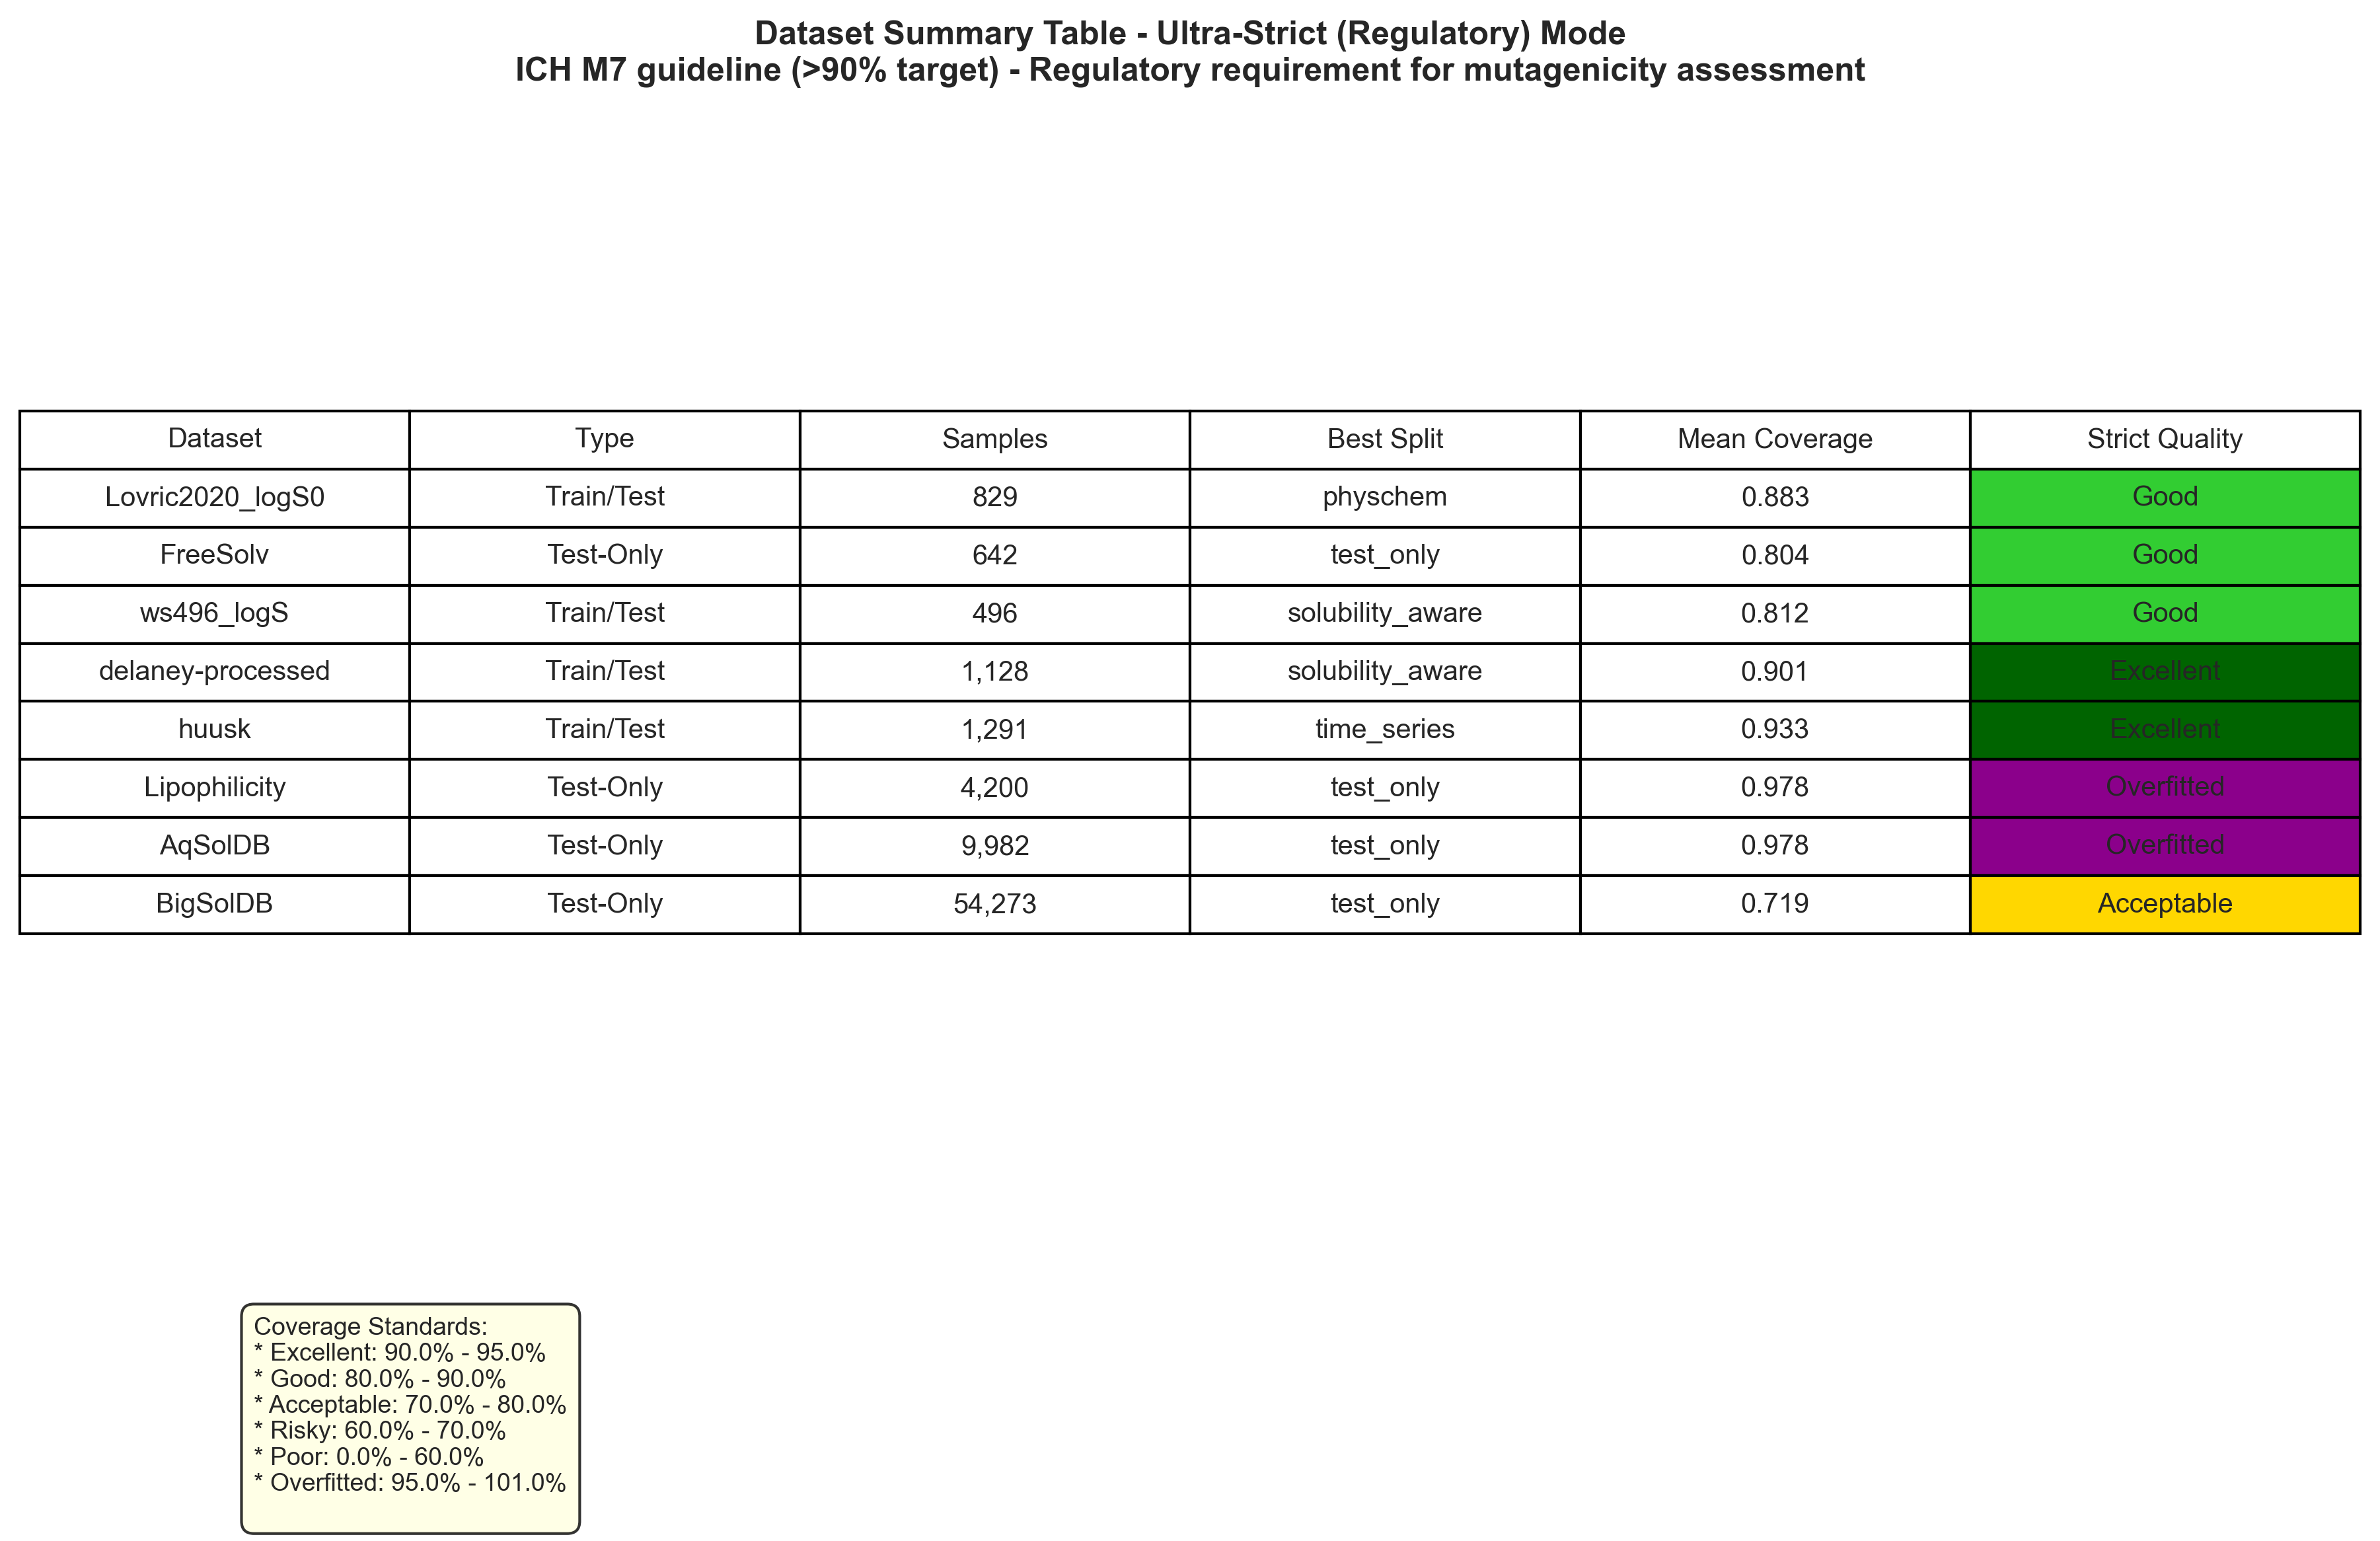 Dataset Summary Table - Ultra-Strict (Regulatory) Mode
ICH M7 guideline (>90% target) - Regulatory requirement for mutagenicity assessment
Dataset Type Samples Best Split Mean Coverage Strict Quality
Lovric2020_logS0 Train/Test 829 physchem 0.883 Good
FreeSolv Test-Only 642 test_only 0.804 Good
ws496_logS Train/Test 496 solubility_aware 0.812 Good
delaney-processed Train/Test 1,128 solubility_aware 0.901 Excellent
huusk Train/Test 1,291 time_series 0.933 Excellent
Lipophilicity Test-Only 4,200 test_only 0.978 Overfitted
AqSolDB Test-Only 9,982 test_only 0.978 Overfitted
BigSolDB Test-Only 54,273 test_only 0.719 Acceptable
Coverage Standards:
* Excellent: 90.0% - 95.0%
* Good: 80.0% - 90.0%
* Acceptable: 70.0% - 80.0%
* Risky: 60.0% - 70.0%
* Poor: 0.0% - 60.0%
* Overfitted: 95.0% - 101.0%